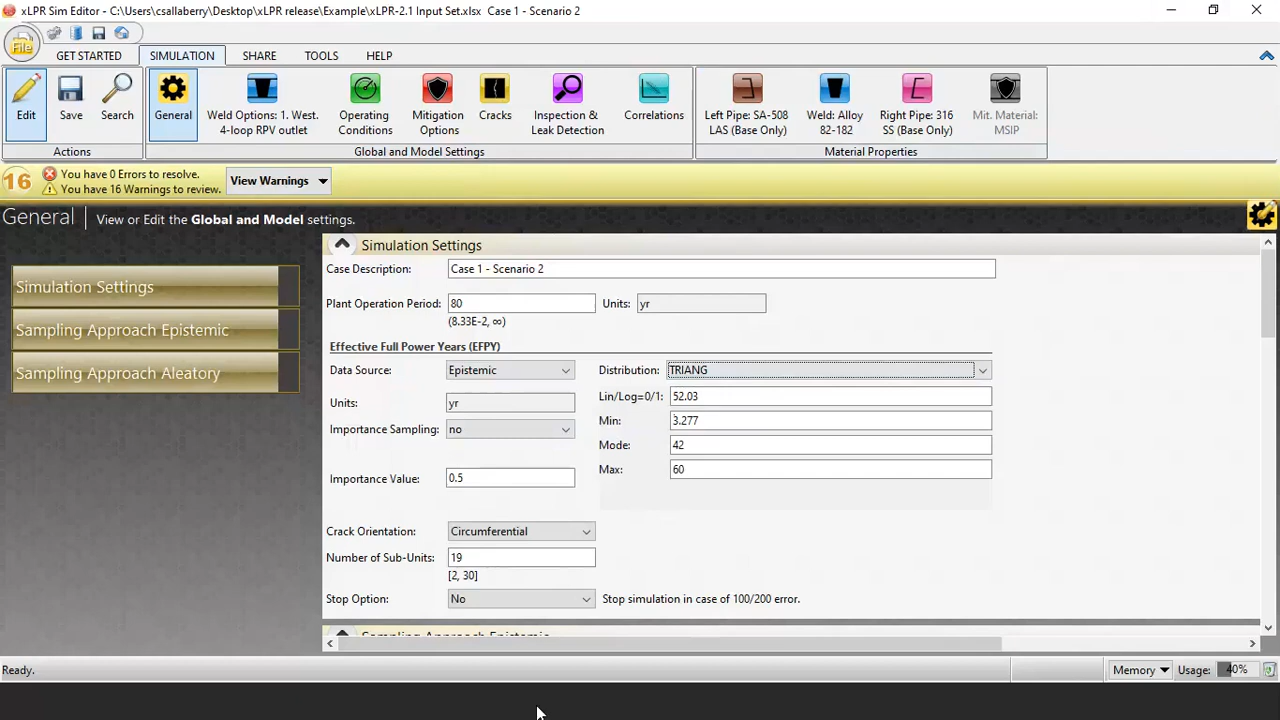 xLPR Sim Editor - C:\Users\csallaberry\Desktop\xLPR release\Example\xLPR-2.1 Input Set.xlsx Case 1 - Scenario 2
File
GET STARTED SIMULATION SHARE TOOLS HELP
Edit Save Search General Weld Options: 1. West. 4-loop RPV outlet Operating Conditions Mitigation Options Cracks Inspection & Leak Detection Correlations Left Pipe: SA-508 LAS (Base Only) Weld: Alloy 82-182 Right Pipe: 316 SS (Base Only) Mit. Material: MSIP
Actions Global and Model Settings Material Properties
16 You have 0 Errors to resolve.
You have 16 Warnings to review.
View Warnings
General View or Edit the Global and Model settings.
Simulation Settings
Sampling Approach Epistemic
Sampling Approach Aleatory
Simulation Settings
Case Description: Case 1 - Scenario 2
Plant Operation Period: 80 Units: yr
(8.33E-2, ∞)
Effective Full Power Years (EFPY)
Data Source: Epistemic Distribution: TRIANG
Lin/Log=0/1: 52.03
Units: yr
Min: 3.277
Importance Sampling: no
Mode: 42
Max: 60
Importance Value: 0.5
Crack Orientation: Circumferential
Number of Sub-Units: 19
[2, 30]
Stop Option: No Stop simulation in case of 100/200 error.
Sampling Approach Epistemic
Ready. Memory Usage: 40%